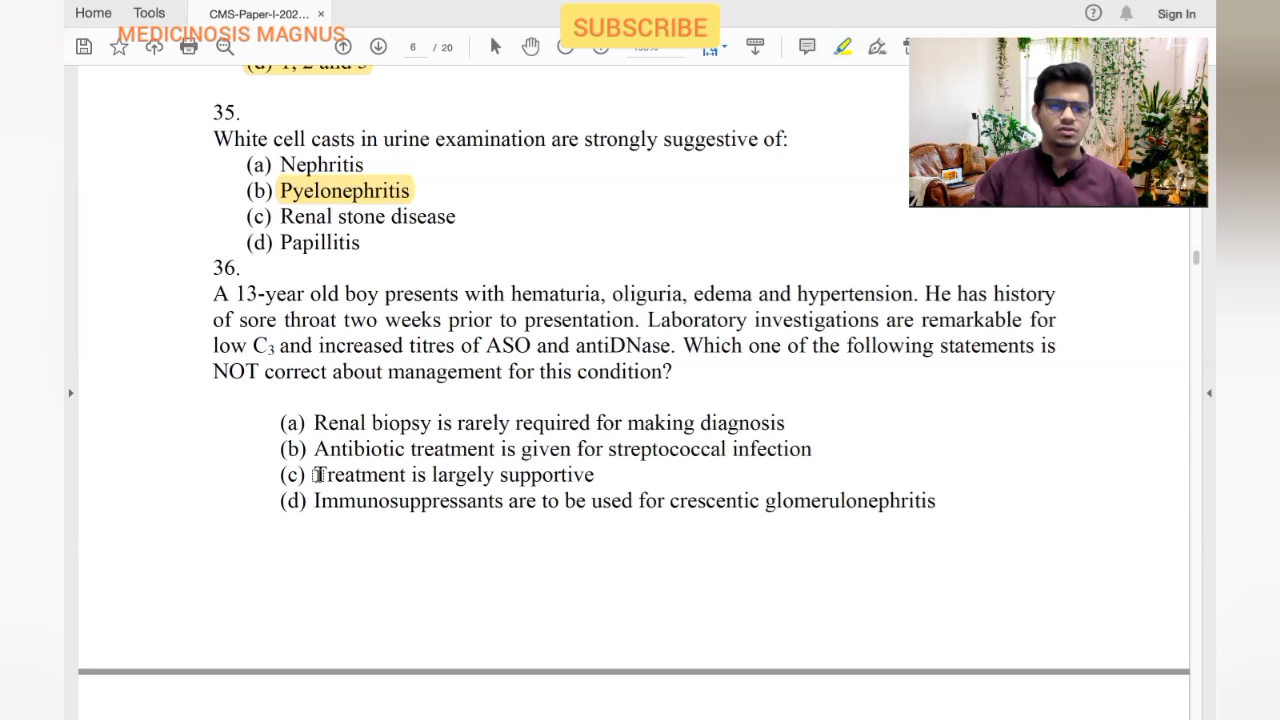 Home Tools CMS-Paper-I-202... × Sign In
SUBSCRIBE
MEDICINOSIS MAGNUS
6 / 20
(d) 1, 2 and 3
35.
White cell casts in urine examination are strongly suggestive of:
(a) Nephritis
(b) Pyelonephritis
(c) Renal stone disease
(d) Papillitis
36.
A 13-year old boy presents with hematuria, oliguria, edema and hypertension. He has history
of sore throat two weeks prior to presentation. Laboratory investigations are remarkable for
low C3 and increased titres of ASO and antiDNase. Which one of the following statements is
NOT correct about management for this condition?
(a) Renal biopsy is rarely required for making diagnosis
(b) Antibiotic treatment is given for streptococcal infection
(c) Treatment is largely supportive
(d) Immunosuppressants are to be used for crescentic glomerulonephritis